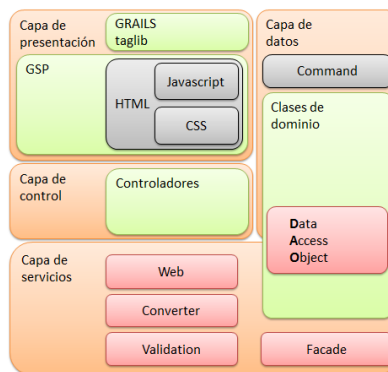 Capa de
presentación
GRAILS
taglib
GSP
HTML
Javascript
CSS
Capa de
datos
Command
Clases de
dominio
Data
Access
Object
Capa de
control
Controladores
Capa de
servicios
Web
Converter
Validation
Facade